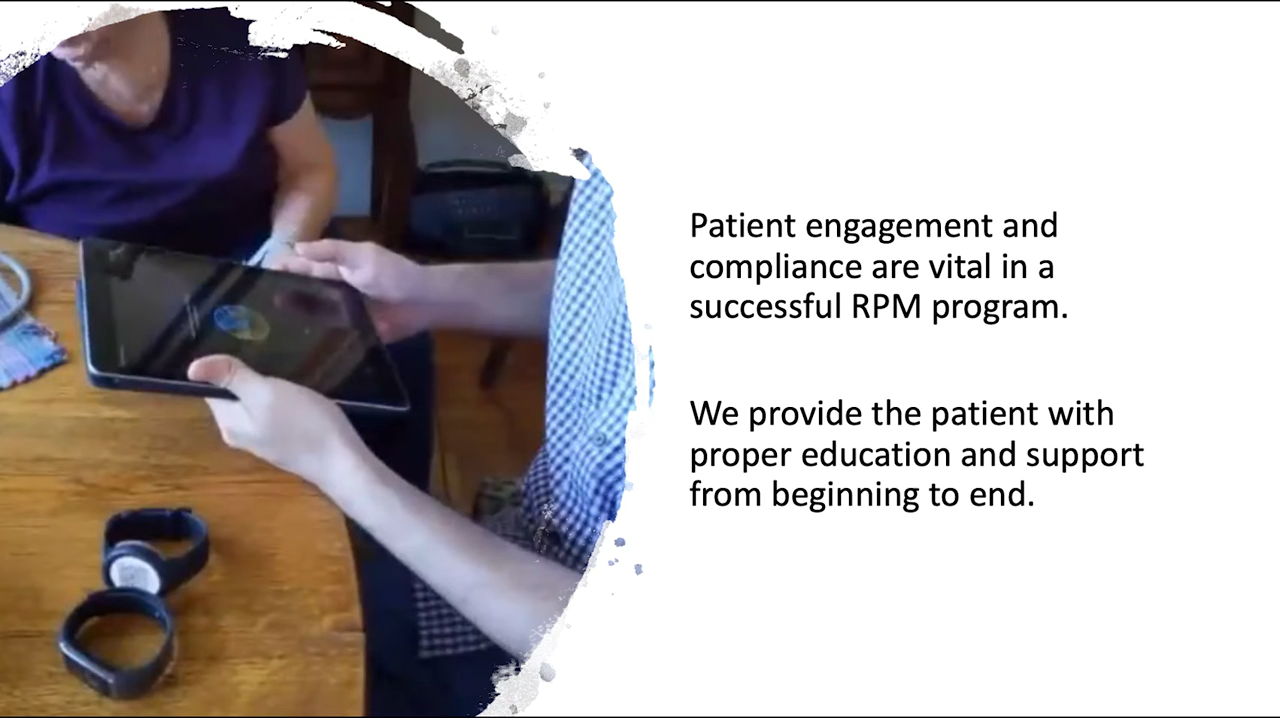 Patient engagement and
compliance are vital in a
successful RPM program.
We provide the patient with
proper education and support
from beginning to end.